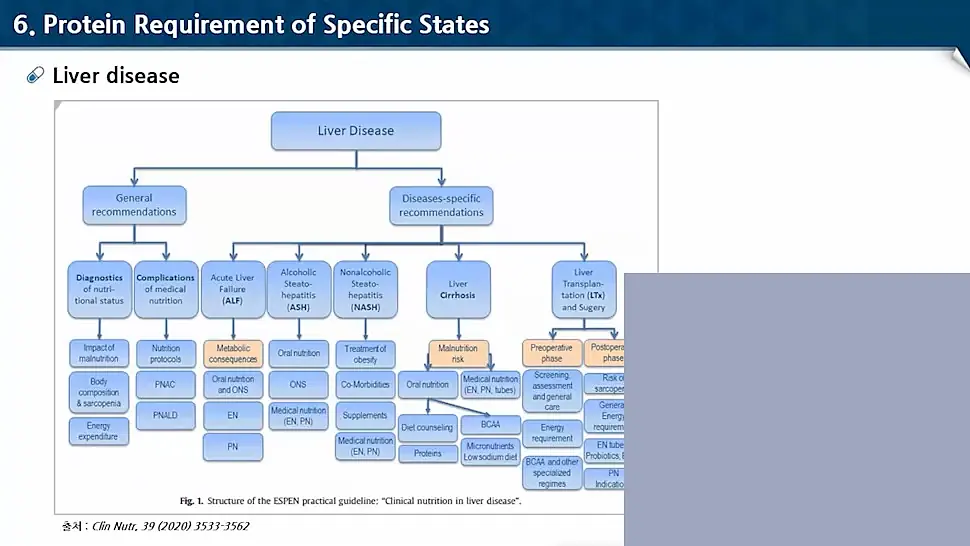 6. Protein Requirement of Specific States
Liver disease
Liver Disease
General
recommendations
Diseases-specific
recommendations
Diagnostics
of nutri-
tional status
Complications
of medical
nutrition
Acute Liver
Failure
(ALF)
Alcoholic
Steato-
hepatitis
(ASH)
Nonalcoholic
Steato-
hepatitis
(NASH)
Liver
Cirrhosis
Liver
Transplan-
tation (LTx)
and Sugery
Impact of
malnutrition
Body
composition
& sarcopenia
Energy
expenditure
Nutrition
protocols
PNAC
PNALD
Metabolic
consequences
Oral nutrition
and ONS
EN
PN
Oral nutrition
ONS
Medical nutrition
(EN, PN)
Treatment of
obesity
Co-Morbidities
Supplements
Medical nutrition
(EN, PN)
Malnutrition
risk
Oral nutrition
Medical nutrition
(EN, PN, tubes)
Diet counseling
Proteins
BCAA
Micronutrients
Low sodium diet
Preoperative
phase
Screening,
assessment
and general
care
Energy
requirement
BCAA and other
specialized
regimes
phase
Risk
General
Energy
EN
Probiotics,
PN
Fig. 1. Structure of the ESPEN practical guideline; “Clinical nutrition in liver disease”.
출처 : Clin Nutr. 39 (2020) 3533-3562